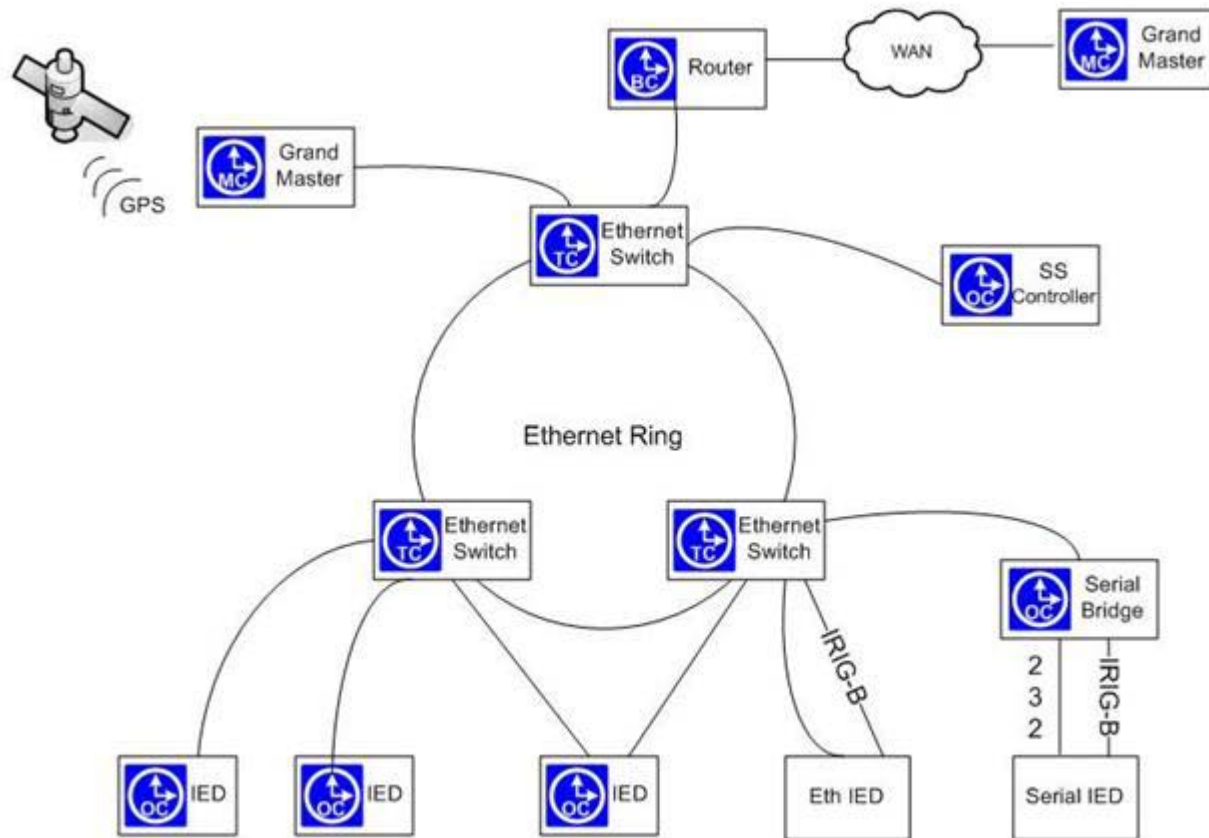 BC
Router
WAN
MC
Grand
Master
MC
Grand
Master
GPS
TC
Ethernet
Switch
OC
SS
Controller
Ethernet Ring
TC
Ethernet
Switch
TC
Ethernet
Switch
OC
Serial
Bridge
IRIG-B
2
3
2
IRIG-B
OC
IED
OC
IED
OC
IED
Eth IED
Serial IED